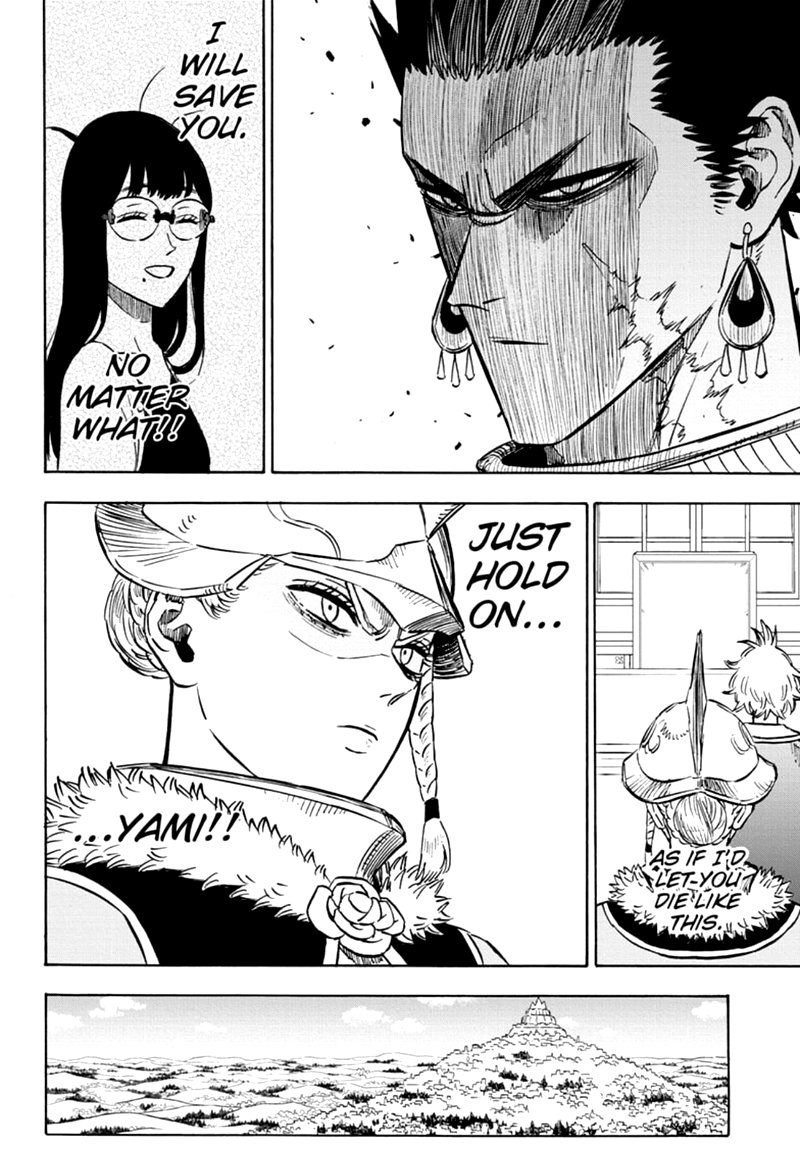 I
WILL
SAVE
YOU.
NO
MATTER
WHAT!!
AS IF I'D
LET YOU
DIE LIKE
THIS.
JUST
HOLD
ON...
...YAMI!!